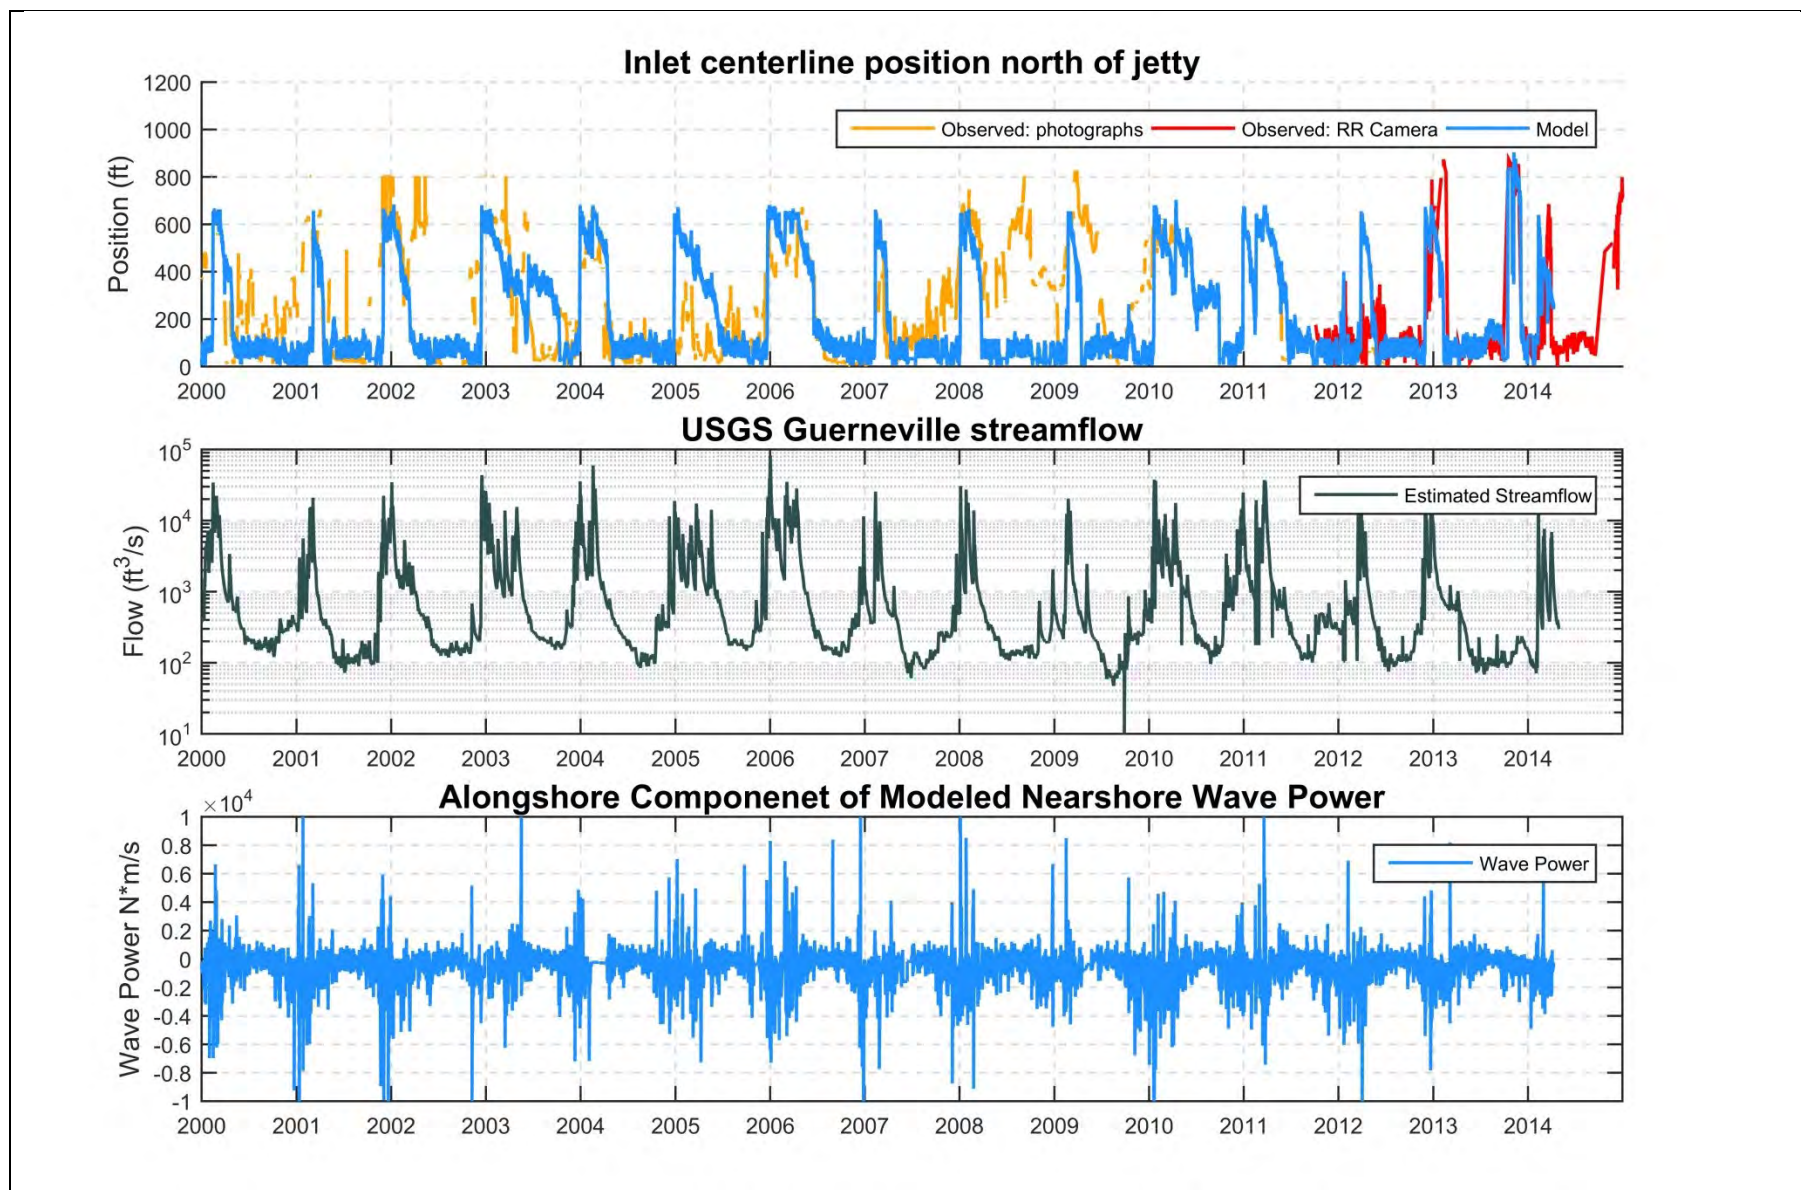 Inlet centerline position north of jetty
1200
1000
800
600
400
200
0
Position (ft)
Observed: photographs Observed: RR Camera Model
2000 2001 2002 2003 2004 2005 2006 2007 2008 2009 2010 2011 2012 2013 2014
USGS Guerneville streamflow
10^5
10^4
10^3
10^2
10^1
Flow (ft^3/s)
Estimated Streamflow
2000 2001 2002 2003 2004 2005 2006 2007 2008 2009 2010 2011 2012 2013 2014
×10^4 Alongshore Componenet of Modeled Nearshore Wave Power
1
0.8
0.6
0.4
0.2
0
-0.2
-0.4
-0.6
-0.8
-1
Wave Power N*m/s
Wave Power
2000 2001 2002 2003 2004 2005 2006 2007 2008 2009 2010 2011 2012 2013 2014